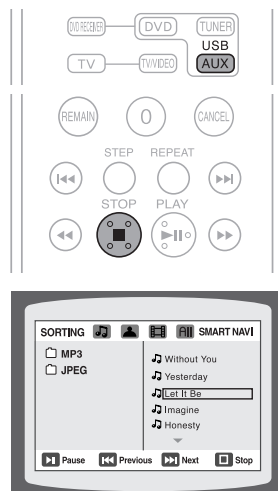 DVD RECEIVER DVD TUNER
USB
TV TV/VIDEO AUX
REMAIN 0 CANCEL
STEP REPEAT
STOP PLAY
SORTING All SMART NAVI
MP3
JPEG
Without You
Yesterday
Let It Be
Imagine
Honesty
Pause Previous Next Stop